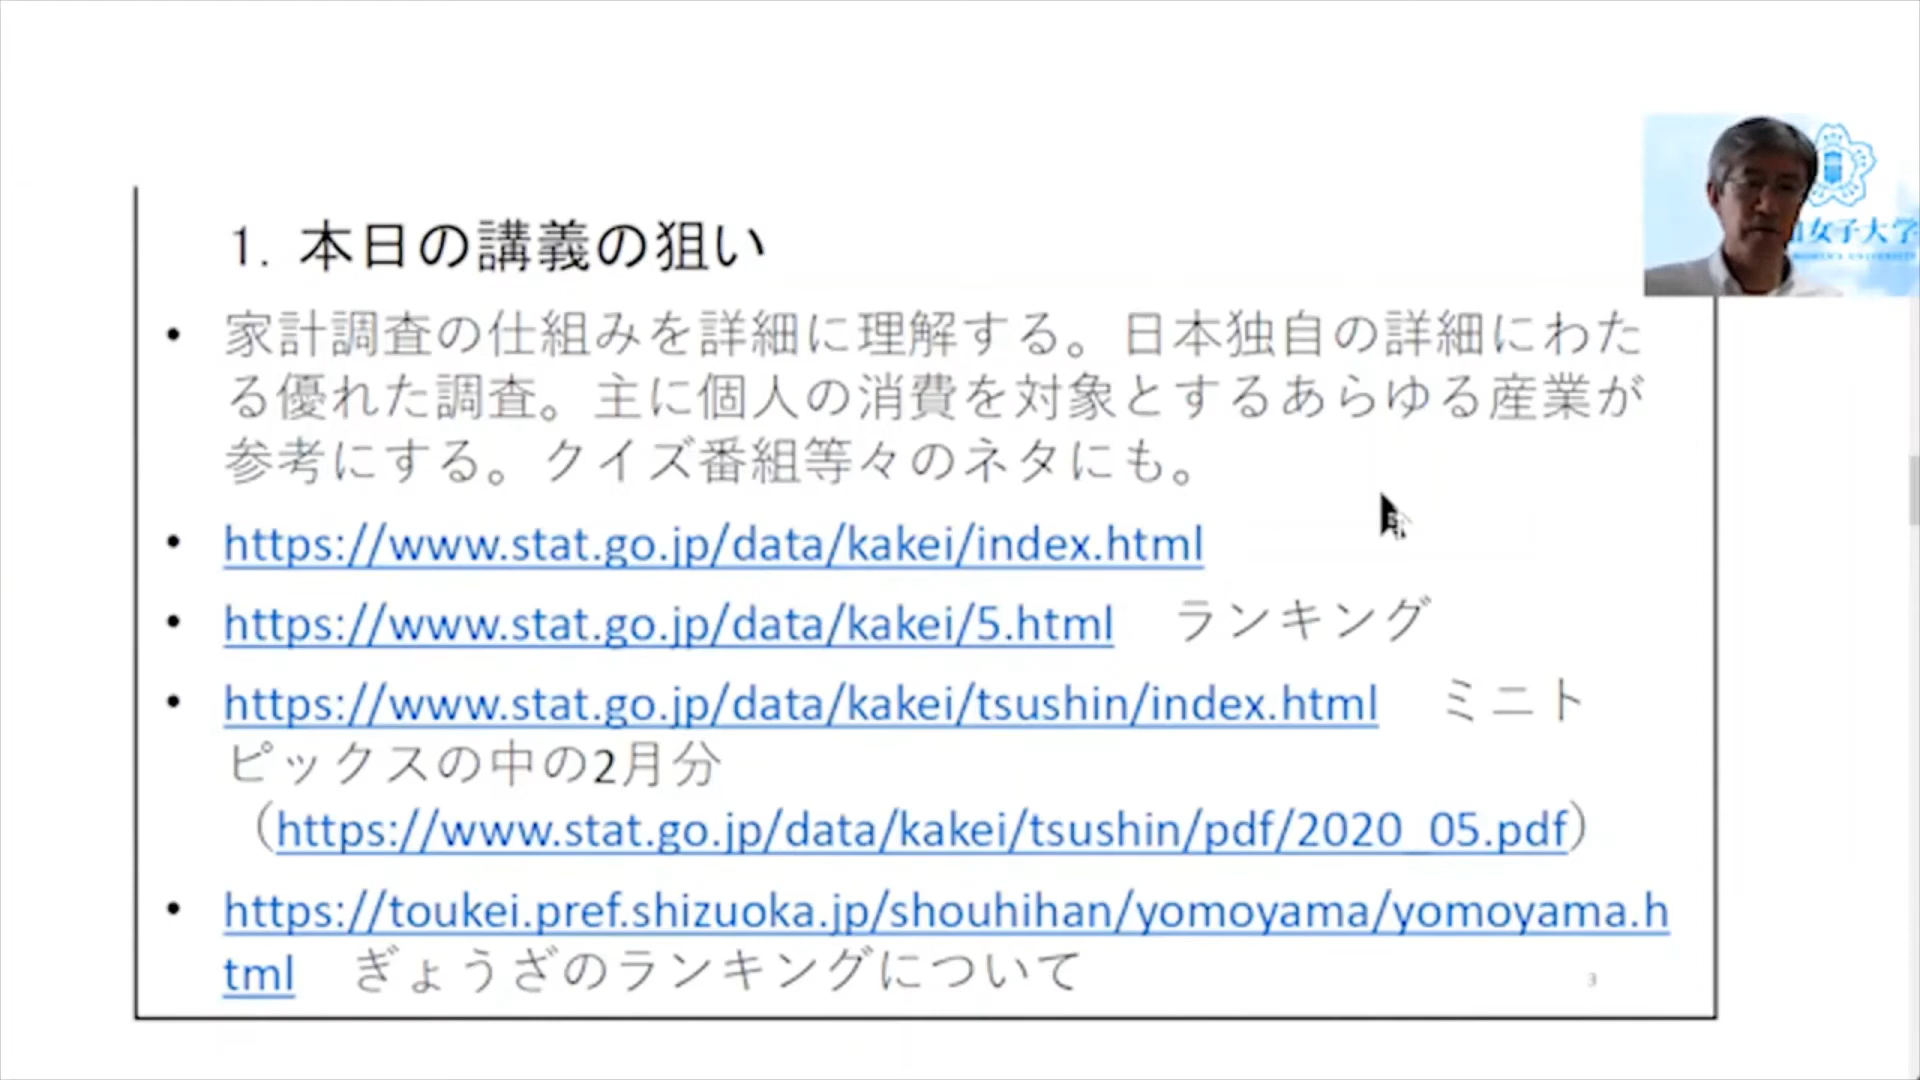 1. 本日の講義の狙い
• 家計調査の仕組みを詳細に理解する。日本独自の詳細にわた
る優れた調査。主に個人の消費を対象とするあらゆる産業が
参考にする。クイズ番組等々のネタにも。
• https://www.stat.go.jp/data/kakei/index.html
• https://www.stat.go.jp/data/kakei/5.html ランキング
• https://www.stat.go.jp/data/kakei/tsushin/index.html ミニト
ピックスの中の2月分
（https://www.stat.go.jp/data/kakei/tsushin/pdf/2020_05.pdf）
• https://toukei.pref.shizuoka.jp/shouhihan/yomoyama/yomoyama.h
tml ぎょうざのランキングについて
3
女子大学
UNIVERSITY